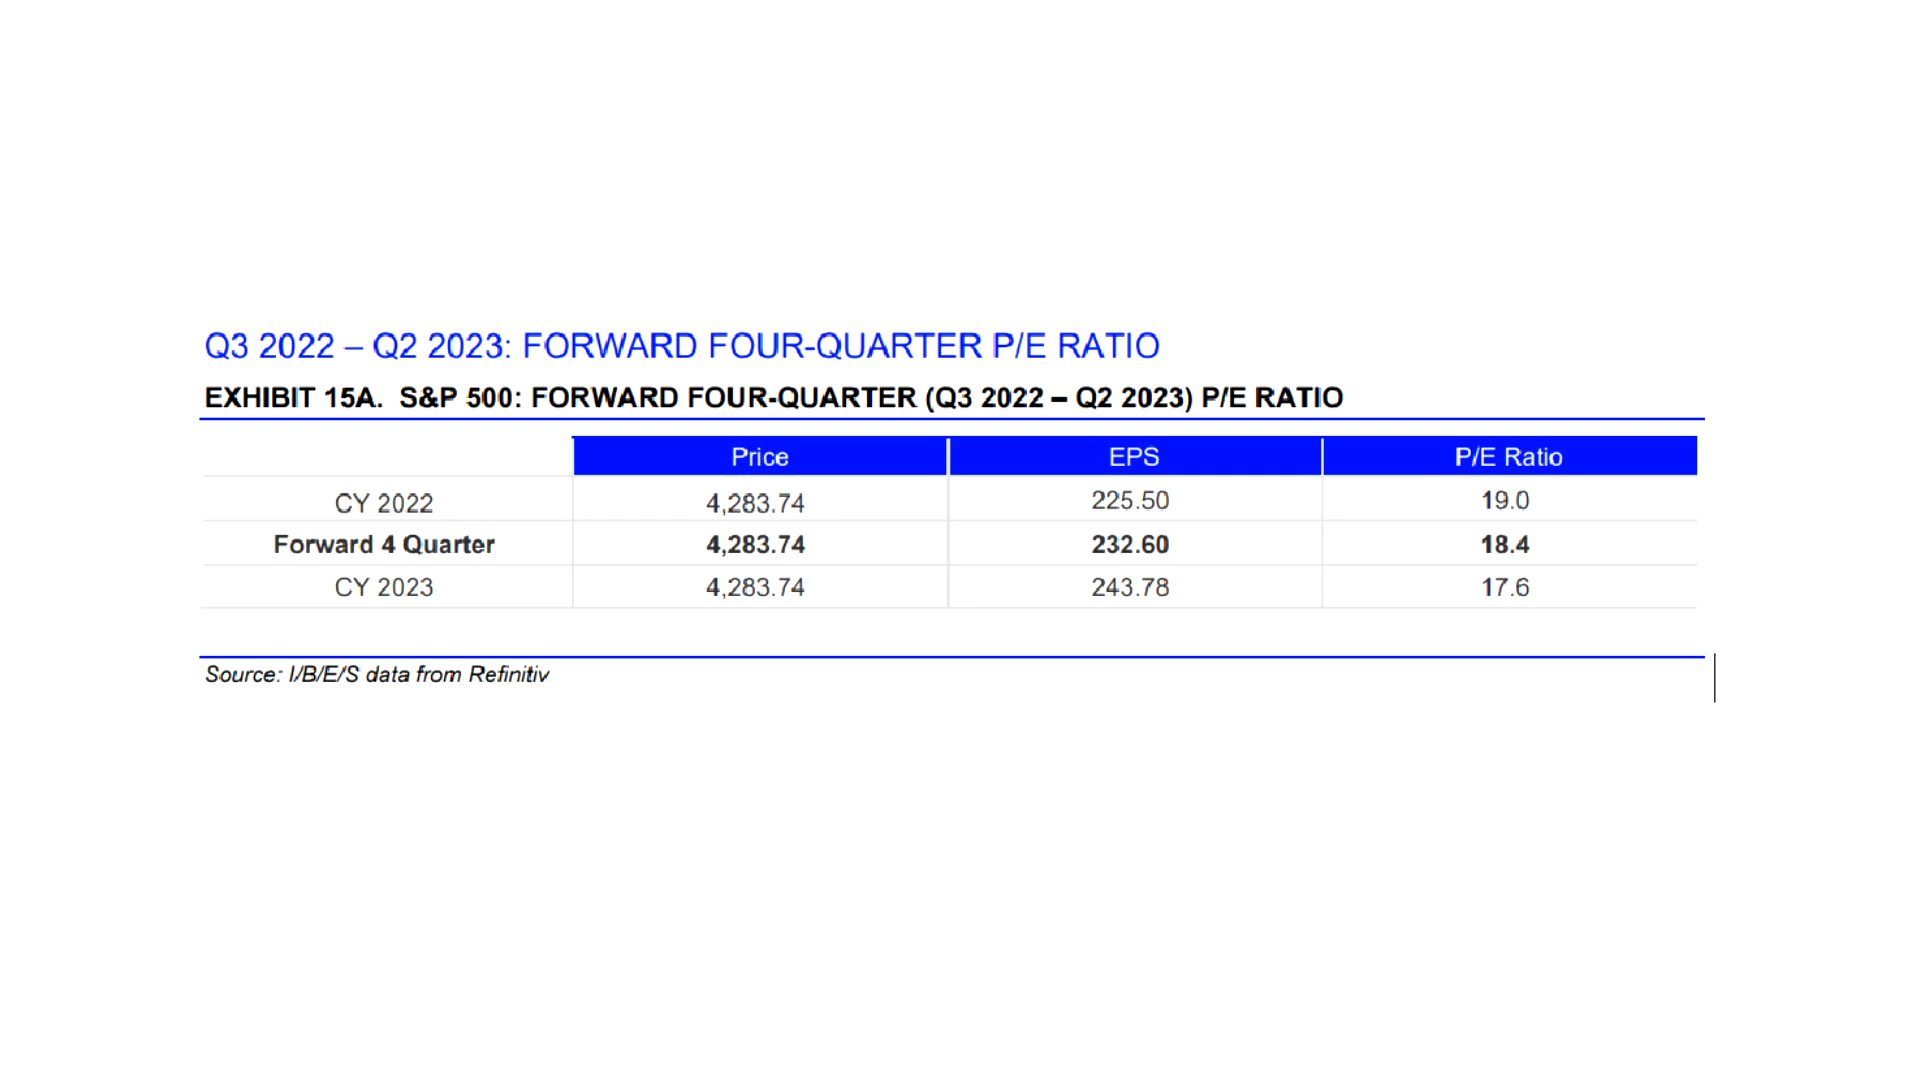 Q3 2022 – Q2 2023: FORWARD FOUR-QUARTER P/E RATIO
EXHIBIT 15A. S&P 500: FORWARD FOUR-QUARTER (Q3 2022 – Q2 2023) P/E RATIO
Price EPS P/E Ratio
CY 2022 4,283.74 225.50 19.0
Forward 4 Quarter 4,283.74 232.60 18.4
CY 2023 4,283.74 243.78 17.6
Source: I/B/E/S data from Refinitiv